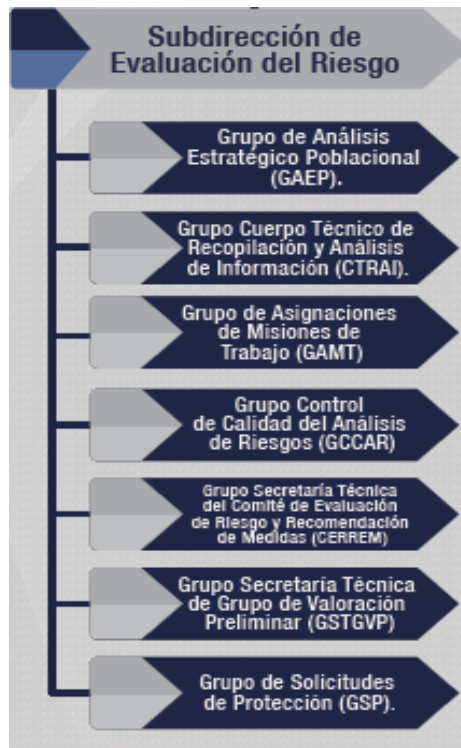 Subdirección de
Evaluación del Riesgo
Grupo de Análisis
Estratégico Poblacional
(GAEP).
Grupo Cuerpo Técnico de
Recopilación y Análisis
de Información (CTRAI).
Grupo de Asignaciones
de Misiones de
Trabajo (GAMT)
Grupo Control
de Calidad del Análisis
de Riesgos (GCCAR)
Grupo Secretaría Técnica
del Comité de Evaluación
de Riesgo y Recomendación
de Medidas (CERREM)
Grupo Secretaría Técnica
de Grupo de Valoración
Preliminar (GSTGVP)
Grupo de Solicitudes
de Protección (GSP).